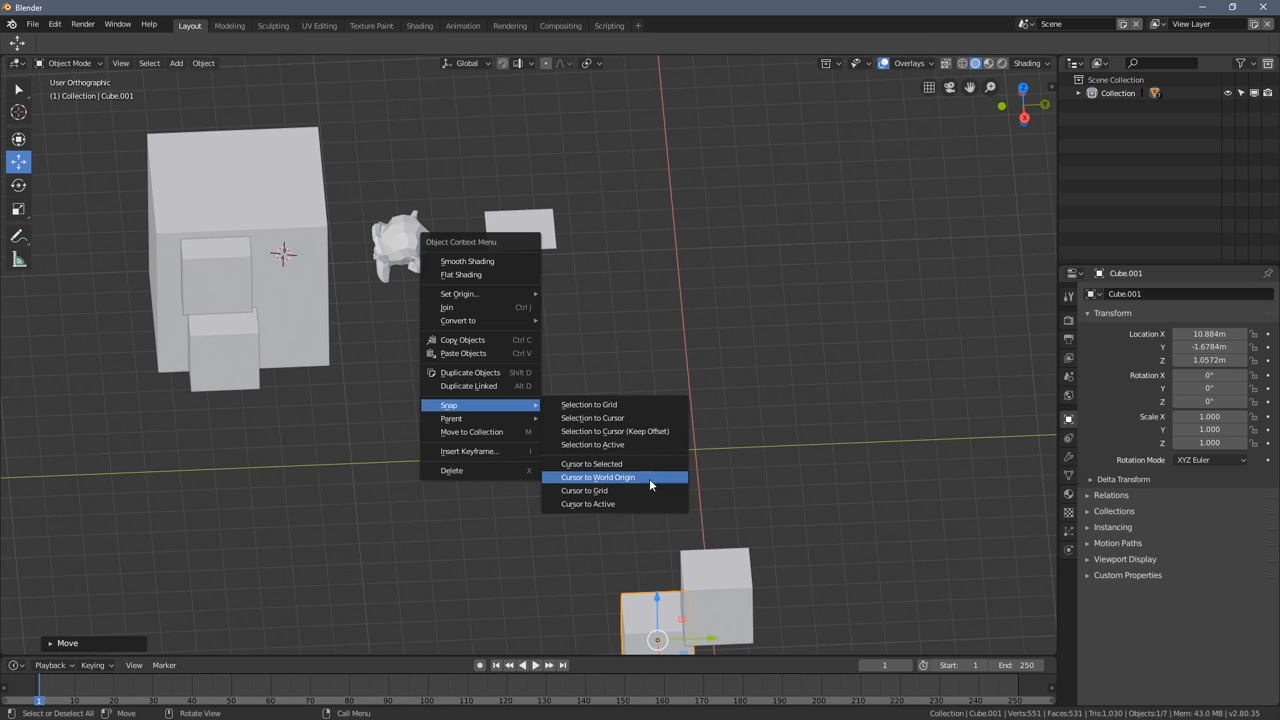 Blender
File Edit Render Window Help
Layout Modeling Sculpting UV Editing Texture Paint Shading Animation Rendering Compositing Scripting +
Scene
View Layer
Object Mode View Select Add Object
Global
Overlays
Shading
User Orthographic
(1) Collection | Cube.001
Z
Y
X
Scene Collection
Collection
Object Context Menu
Smooth Shading
Flat Shading
Set Origin...
Join Ctrl J
Convert to
Copy Objects Ctrl C
Paste Objects Ctrl V
Duplicate Objects Shift D
Duplicate Linked Alt D
Snap
Parent
Move to Collection M
Insert Keyframe... I
Delete X
Selection to Grid
Selection to Cursor
Selection to Cursor (Keep Offset)
Selection to Active
Cursor to Selected
Cursor to World Origin
Cursor to Grid
Cursor to Active
Cube.001
Cube.001
Transform
Location X 10.884m
Y -1.6784m
Z 1.0572m
Rotation X 0°
Y 0°
Z 0°
Scale X 1.000
Y 1.000
Z 1.000
Rotation Mode XYZ Euler
Delta Transform
Relations
Collections
Instancing
Motion Paths
Viewport Display
Custom Properties
Move
Playback Keying View Marker
1 Start: 1 End: 250
1 10 20 30 40 50 60 70 80 90 100 110 120 130 140 150 160 170 180 190 200 210 220 230 240 250
Select or Deselect All Move Rotate View Call Menu
Collection | Cube.001 | Verts:551 | Faces:531 | Tris:1,030 | Objects:1/7 | Mem: 43.0 MB | v2.80.35